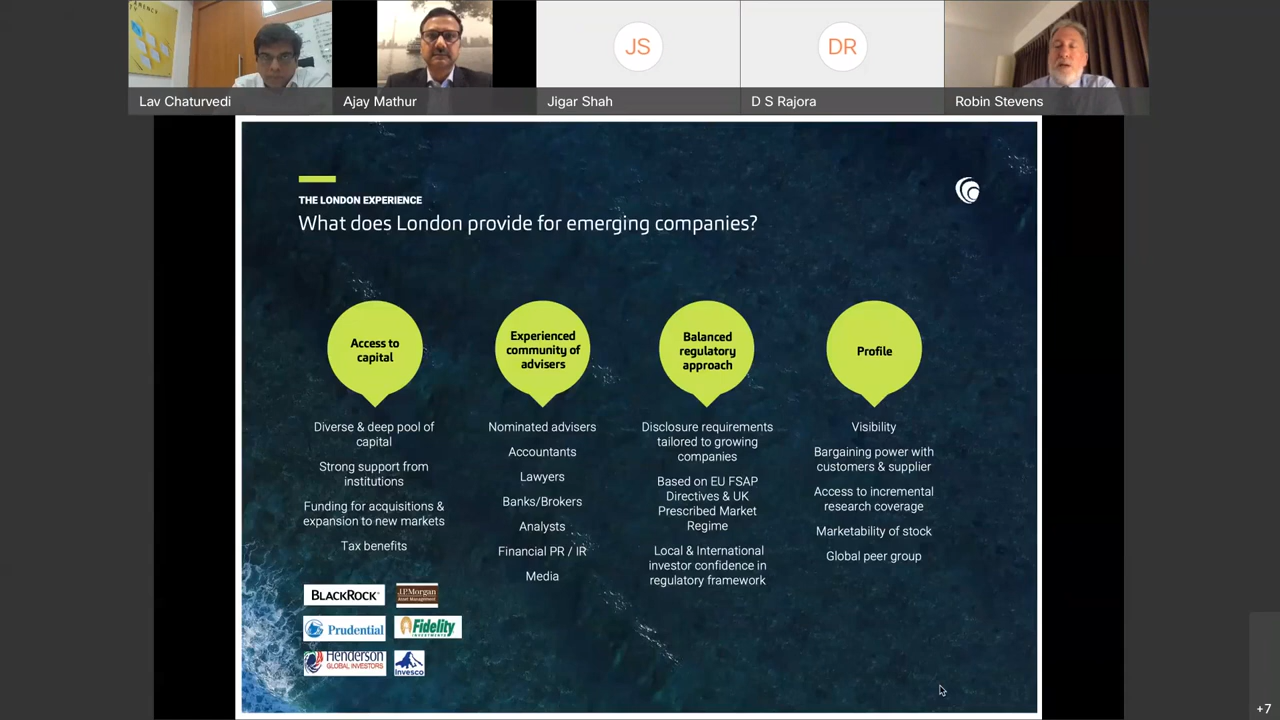 JS
DR
Lav Chaturvedi
Ajay Mathur
Jigar Shah
D S Rajora
Robin Stevens
THE LONDON EXPERIENCE
What does London provide for emerging companies?
Access to
capital
Diverse & deep pool of
capital
Strong support from
institutions
Funding for acquisitions &
expansion to new markets
Tax benefits
BLACKROCK
J.P.Morgan
Asset Management
Prudential
Fidelity
INVESTMENTS
Henderson
GLOBAL INVESTORS
Invesco
Experienced
community of
advisers
Nominated advisers
Accountants
Lawyers
Banks/Brokers
Analysts
Financial PR / IR
Media
Balanced
regulatory
approach
Disclosure requirements
tailored to growing
companies
Based on EU FSAP
Directives & UK
Prescribed Market
Regime
Local & International
investor confidence in
regulatory framework
Profile
Visibility
Bargaining power with
customers & supplier
Access to incremental
research coverage
Marketability of stock
Global peer group
+7